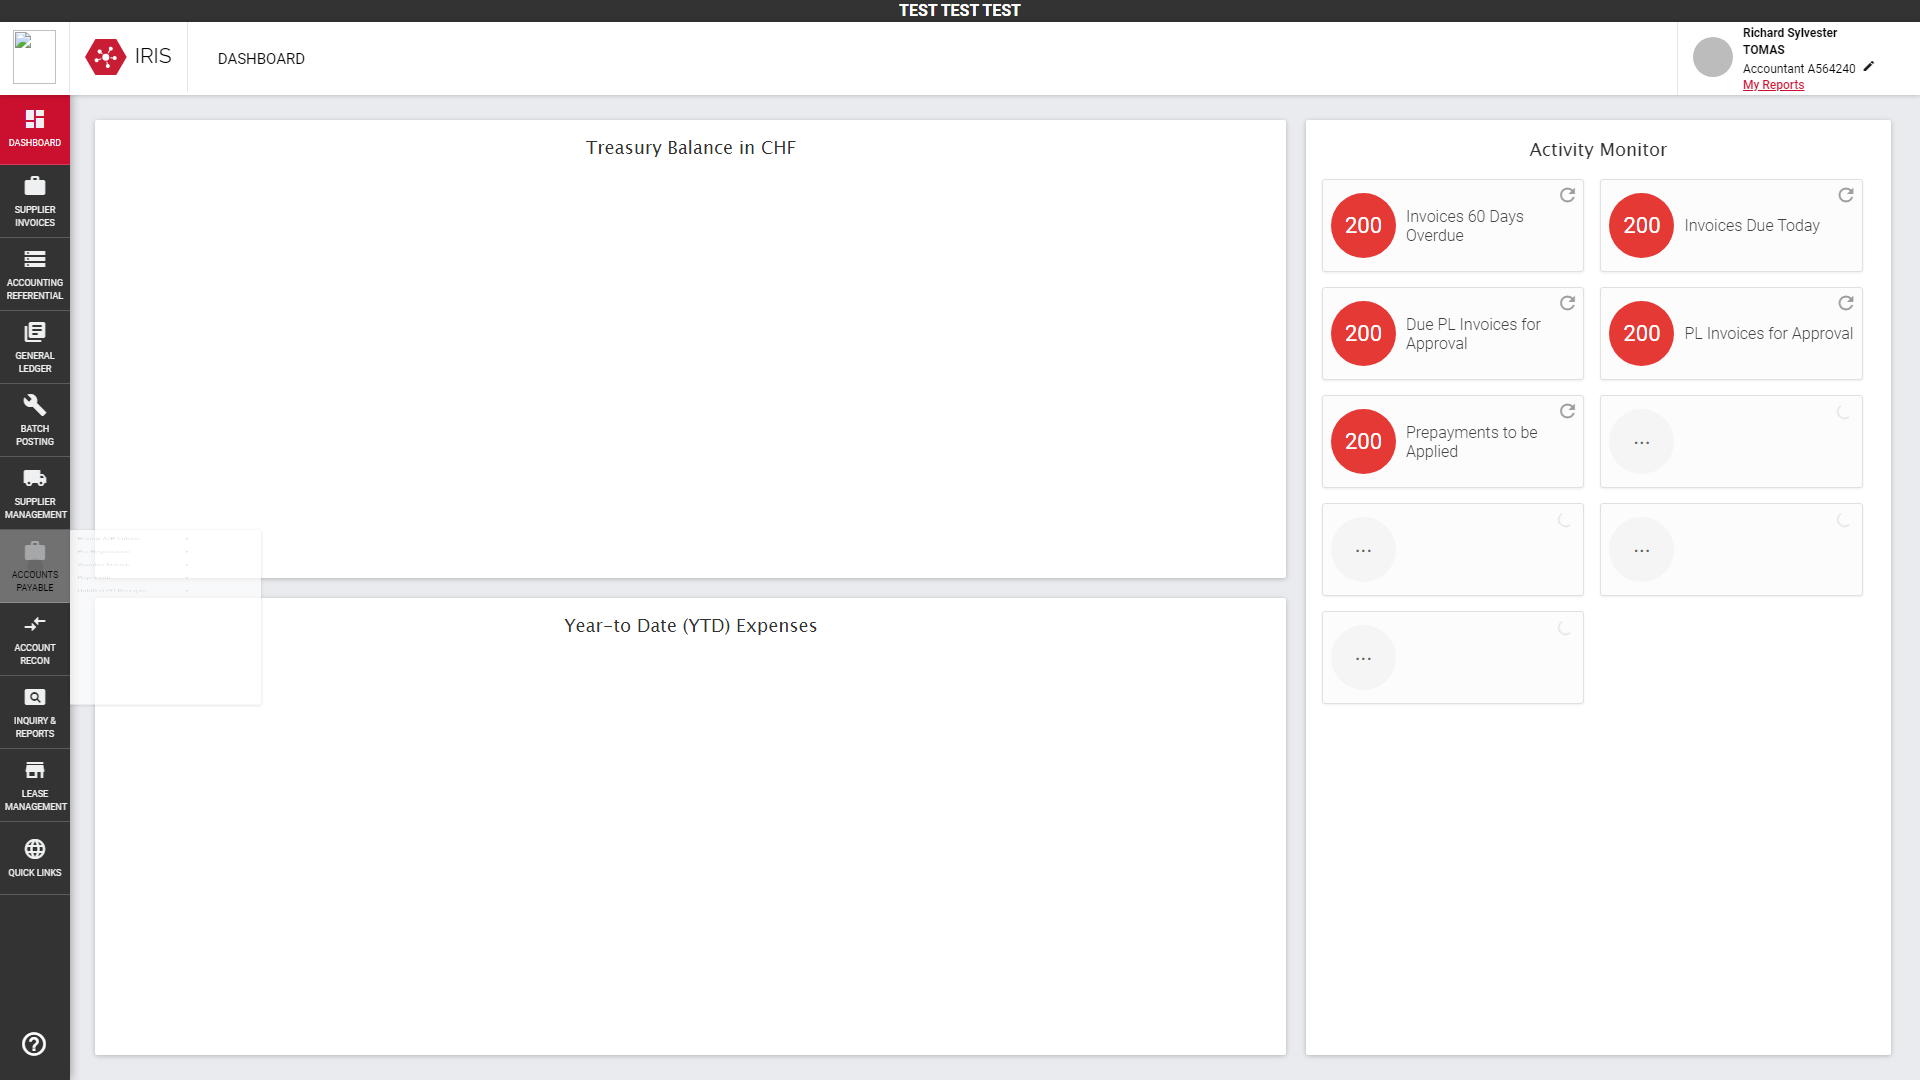 TEST TEST TEST
IRIS
DASHBOARD
Richard Sylvester
TOMAS
Accountant A564240
My Reports
DASHBOARD
SUPPLIER
INVOICES
ACCOUNTING
REFERENTIAL
GENERAL
LEDGER
BATCH
POSTING
SUPPLIER
MANAGEMENT
ACCOUNTS
PAYABLE
ACCOUNT
RECON
INQUIRY &
REPORTS
LEASE
MANAGEMENT
QUICK LINKS
Treasury Balance in CHF
Year-to Date (YTD) Expenses
Activity Monitor
200 Invoices 60 Days
Overdue
200 Invoices Due Today
200 Due PL Invoices for
Approval
200 PL Invoices for Approval
200 Prepayments to be
Applied
...
...
...
...